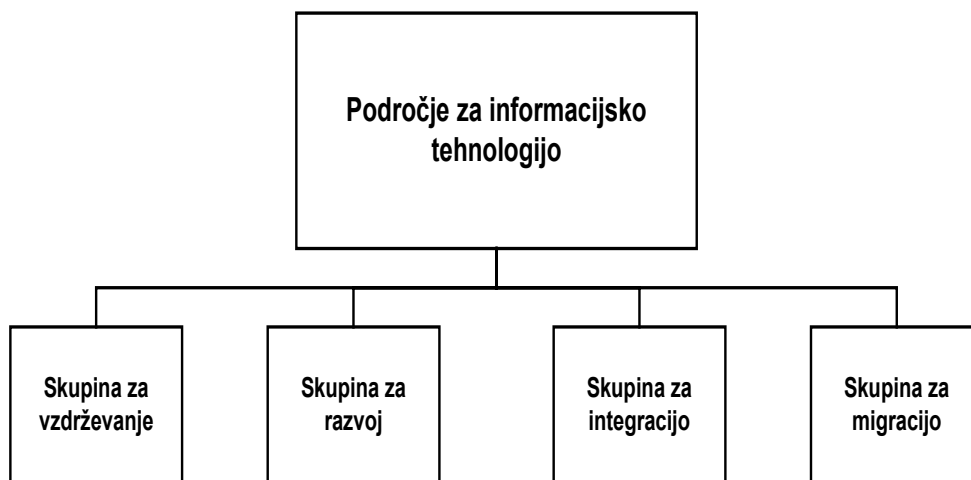 Področje za informacijsko
tehnologijo
Skupina za
vzdrževanje
Skupina za
razvoj
Skupina za
integracijo
Skupina za
migracijo